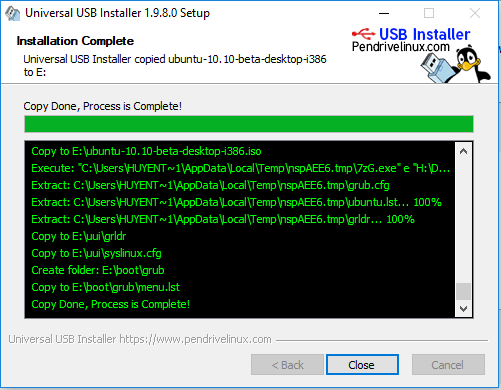 Universal USB Installer 1.9.8.0 Setup
Installation Complete
Universal USB Installer copied ubuntu-10.10-beta-desktop-i386
to E:
USB Installer
Pendrivelinux.com
Copy Done, Process is Complete!
Copy to E:\ubuntu-10.10-beta-desktop-i386.iso
Execute: "C:\Users\HUYENT~1\AppData\Local\Temp\nspAEE6.tmp\7zG.exe" e "H:\D...
Extract: C:\Users\HUYENT~1\AppData\Local\Temp\nspAEE6.tmp\grub.cfg
Extract: C:\Users\HUYENT~1\AppData\Local\Temp\nspAEE6.tmp\ubuntu.lst... 100%
Extract: C:\Users\HUYENT~1\AppData\Local\Temp\nspAEE6.tmp\grldr... 100%
Copy to E:\uui\grldr
Copy to E:\uui\syslinux.cfg
Create folder: E:\boot\grub
Copy to E:\boot\grub\menu.lst
Copy Done, Process is Complete!
Universal USB Installer https://www.pendrivelinux.com
< Back
Close
Cancel